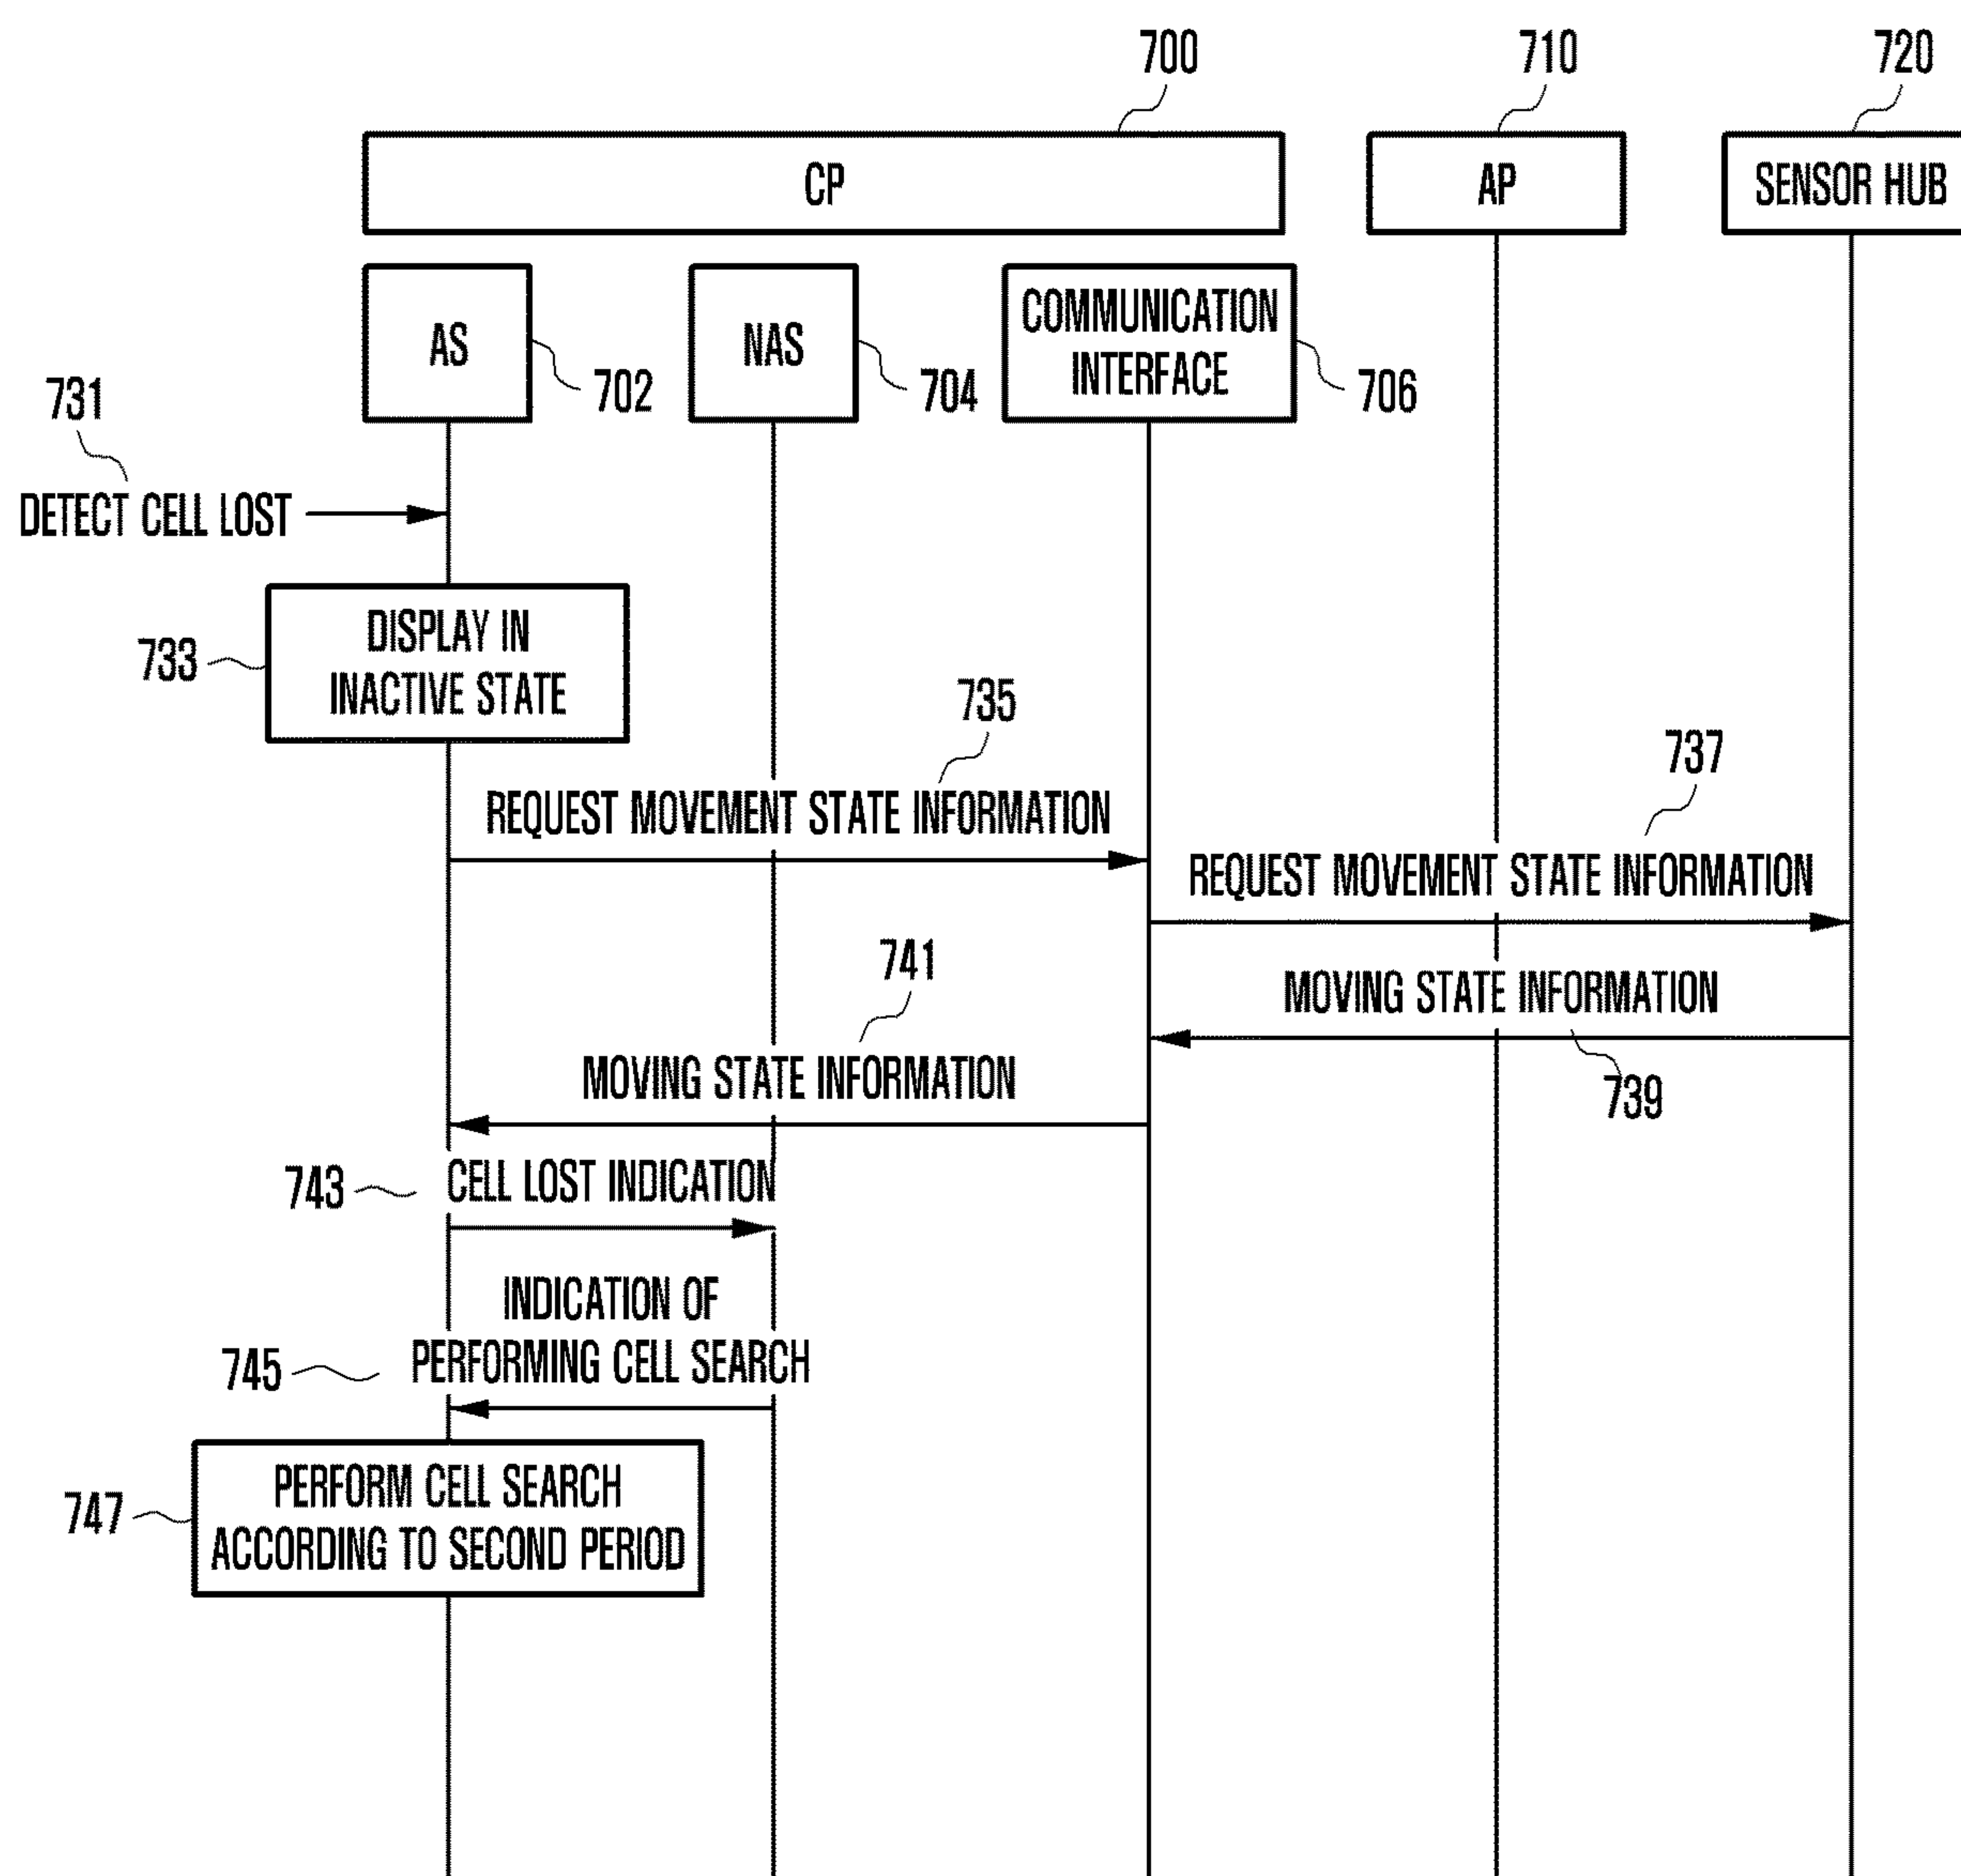 700
710
720
CP
AP
SENSOR HUB
AS
NAS
COMMUNICATION
INTERFACE
702
704
706
731
DETECT CELL LOST
DISPLAY IN
INACTIVE STATE
733
735
REQUEST MOVEMENT STATE INFORMATION
737
REQUEST MOVEMENT STATE INFORMATION
741
MOVING STATE INFORMATION
739
MOVING STATE INFORMATION
743
CELL LOST INDICATION
INDICATION OF
PERFORMING CELL SEARCH
745
PERFORM CELL SEARCH
ACCORDING TO SECOND PERIOD
747